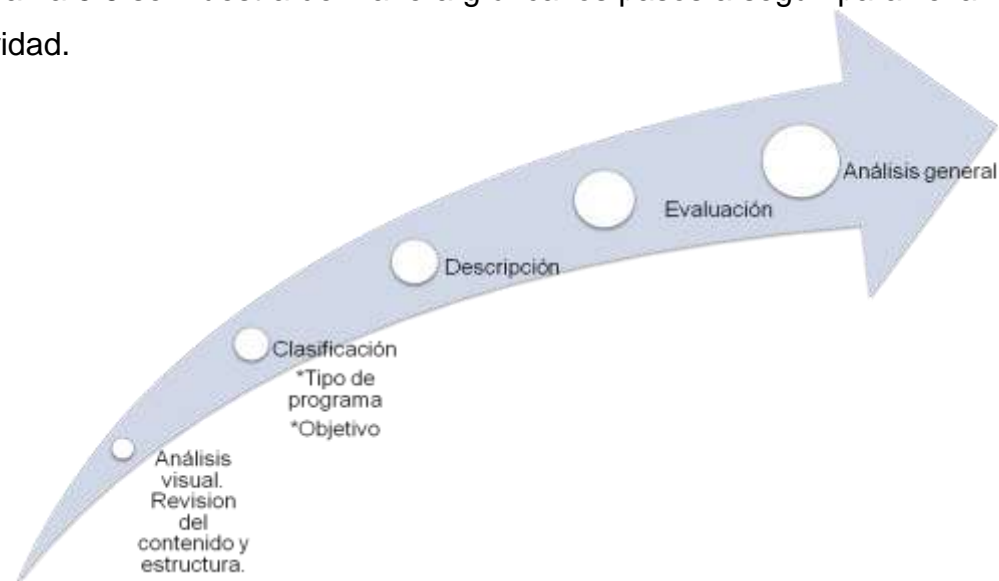 idad.
Análisis general
Evaluación
Descripción
Clasificación
*Tipo de
programa
*Objetivo
Análisis
visual.
Revision
del
contenido y
estructura.